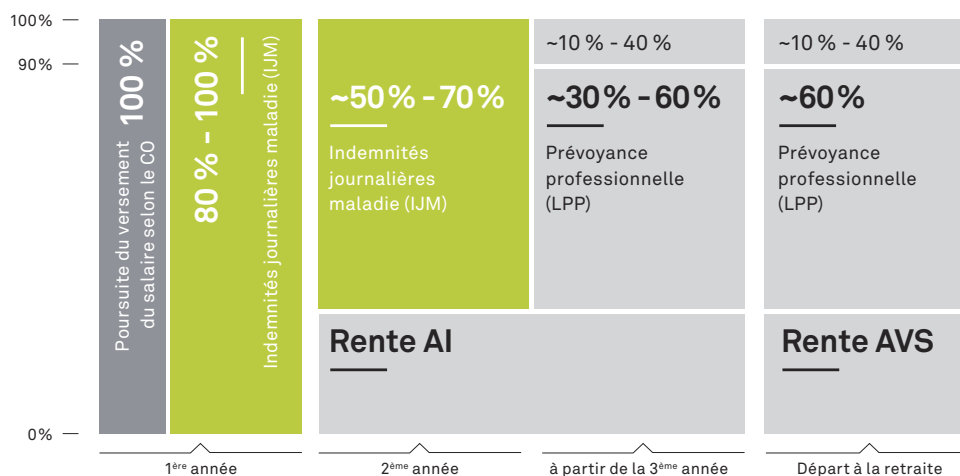 100%
90%
0%
Poursuite du versement
du salaire selon le CO
100 %
80 % - 100 %
Indemnités journalières maladie (IJM)
~50% - 70%
Indemnités
journalières
maladie (IJM)
~10 % - 40 %
~30% - 60%
Prévoyance
professionnelle
(LPP)
Rente AI
~10 % - 40 %
~60%
Prévoyance
professionnelle
(LPP)
Rente AVS
1ère année
2ème année
à partir de la 3ème année
Départ à la retraite